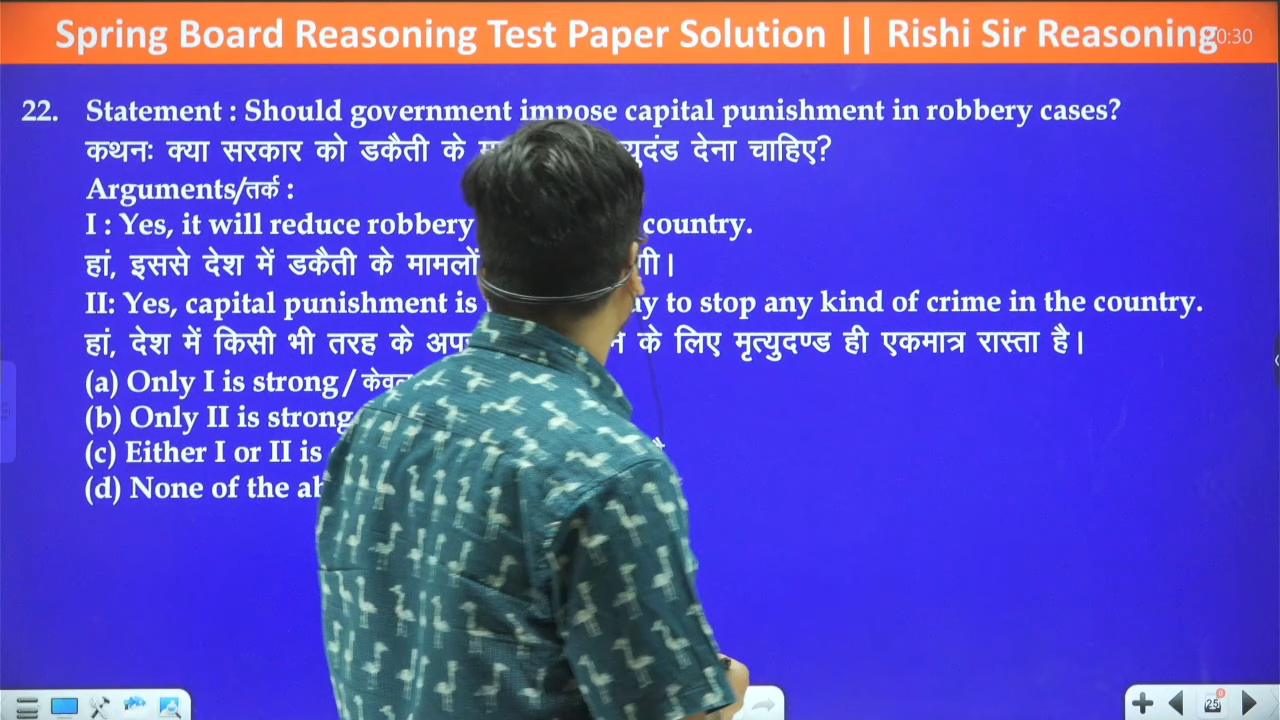 Spring Board Reasoning Test Paper Solution || Rishi Sir Reasoning
0:30
22. Statement : Should government impose capital punishment in robbery cases?
कथनः क्या सरकार को डकैती के देना चाहिए?
Arguments/तर्क :
I : Yes, it will reduce robbery country.
हां, इससे देश में डकैती के मामलों
II: Yes, capital punishment is to stop any kind of crime in the country.
हां, देश में किसी भी तरह के के लिए मृत्युदण्ड ही एकमात्र रास्ता है।
(a) Only I is strong /
(b) Only II is strong
(c) Either I or II is
(d) None of the
25